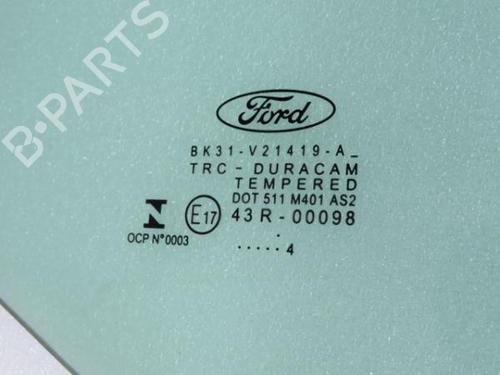 B-PARTS
Ford
BK31-V21419-A_
TRC - DURACAM
TEMPERED
DOT 511 M401 AS2
N E17 43R-00098
OCP N°0003
.....4